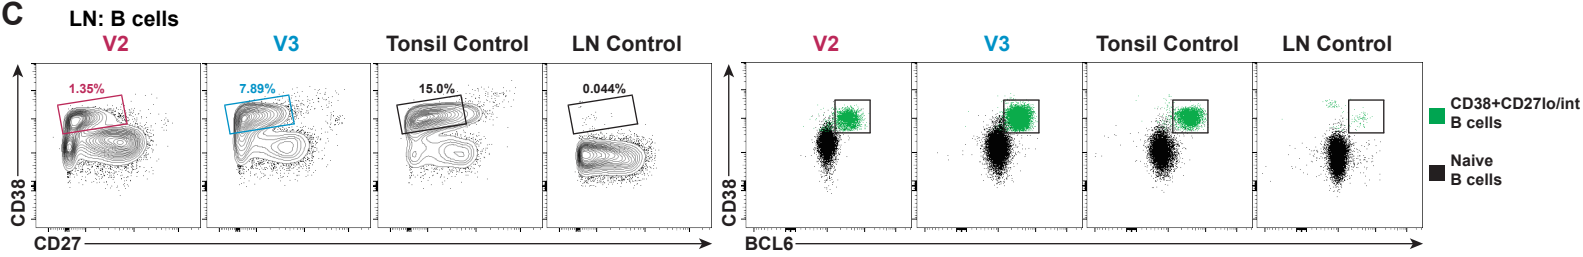 C
LN: B cells
V2
V3
Tonsil Control
LN Control
1.35%
7.89%
15.0%
0.044%
CD38
CD27
V2
V3
Tonsil Control
LN Control
CD38
BCL6
CD38+CD27lo/int
B cells
Naive
B cells